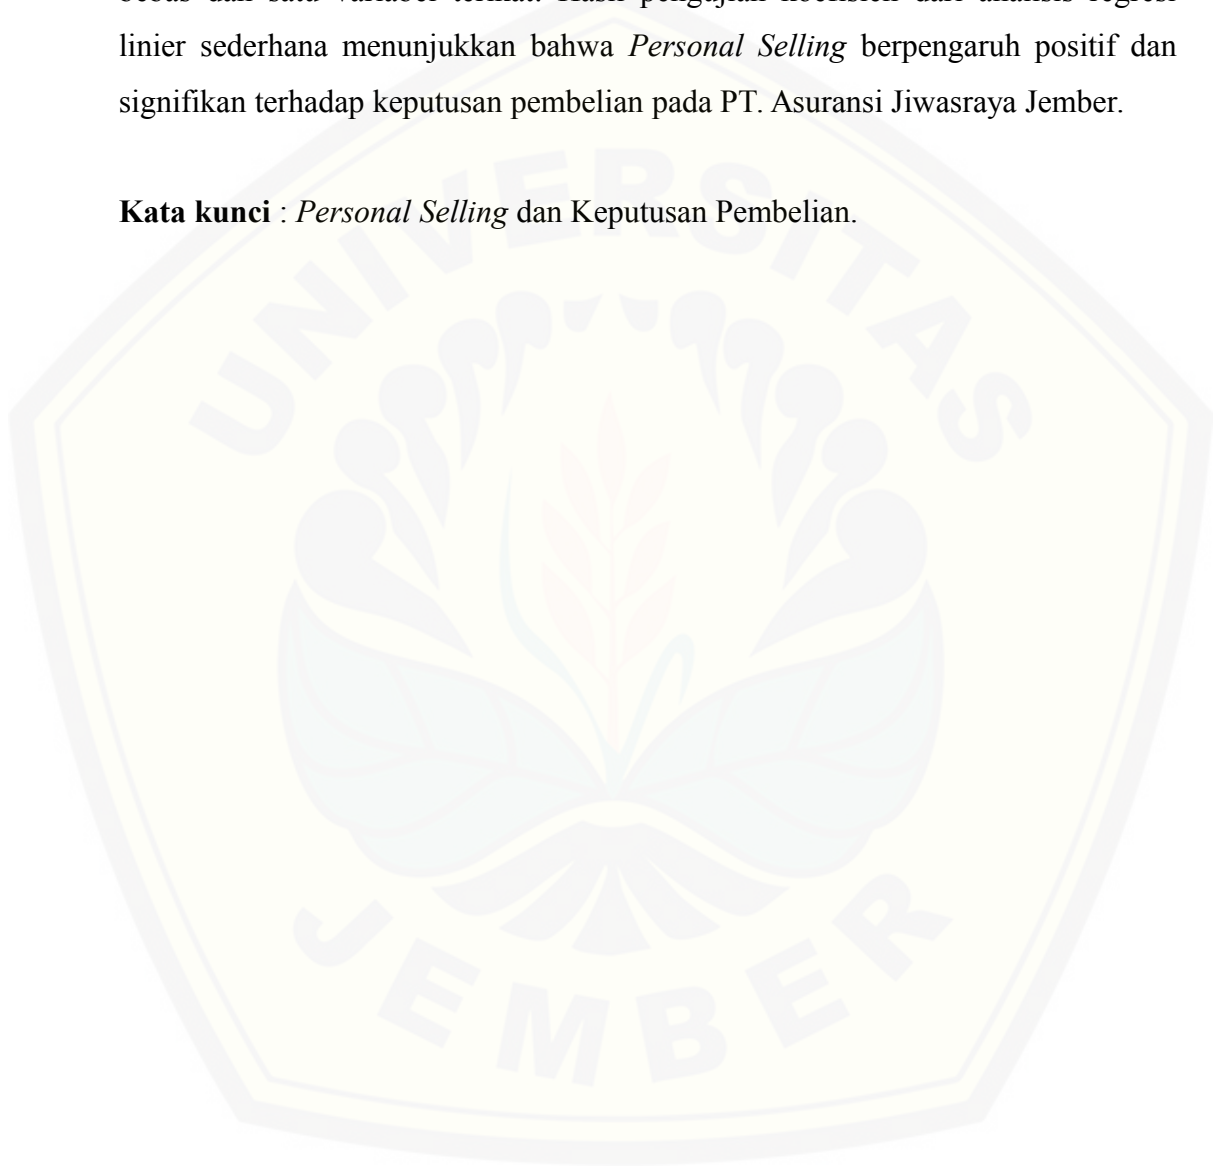 bebas dan satu variabel terikat. Hasil pengujian koefisien dari analisis regresi
linier sederhana menunjukkan bahwa Personal Selling berpengaruh positif dan
signifikan terhadap keputusan pembelian pada PT. Asuransi Jiwasraya Jember.
Kata kunci : Personal Selling dan Keputusan Pembelian.
UNIVERSITAS
JEMBER